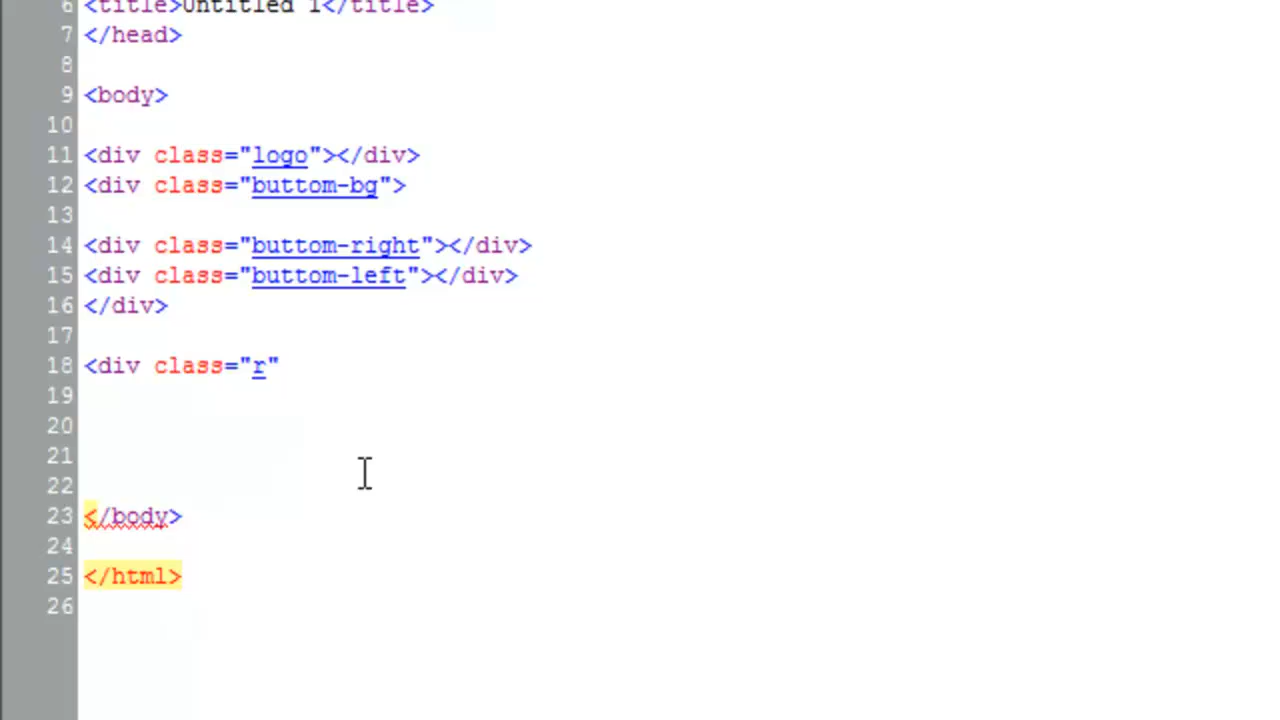 6 <title>Untitled 1</title>
7 </head>
8
9 <body>
10
11 <div class="logo"></div>
12 <div class="buttom-bg">
13
14 <div class="buttom-right"></div>
15 <div class="buttom-left"></div>
16 </div>
17
18 <div class="r"
19
20
21
22
23 </body>
24
25 </html>
26